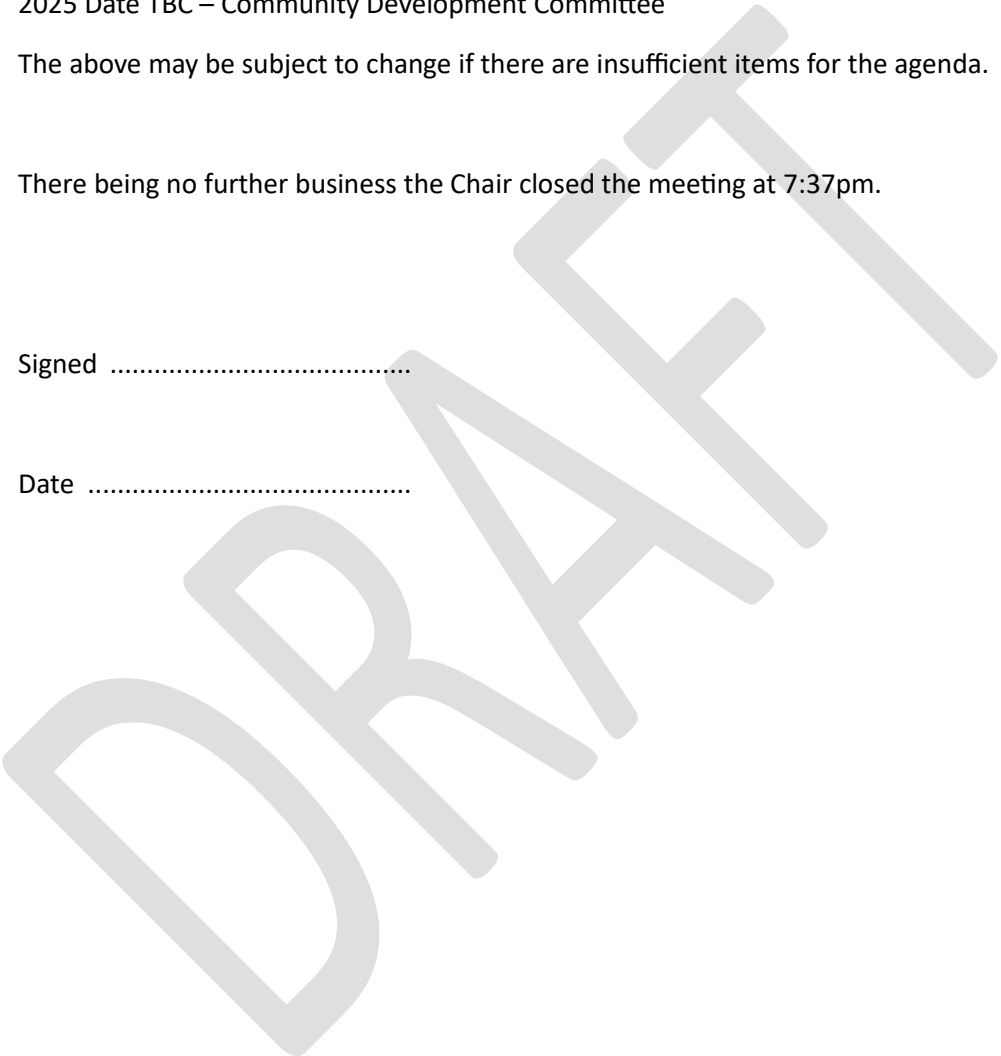 2025 Date TBC – Community Development Committee
The above may be subject to change if there are insufficient items for the agenda.
There being no further business the Chair closed the meeting at 7:37pm.
Signed ..........................................
Date .............................................
DRAFT